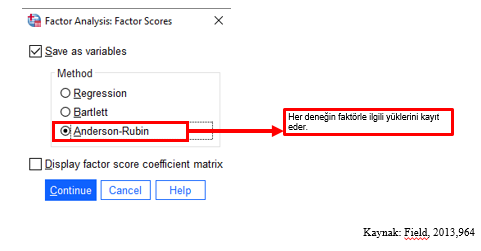 Factor Analysis: Factor Scores
Save as variables
Method
Regression
Bartlett
Anderson-Rubin
Her deneğin faktörle ilgili yüklerini kayıt
eder.
Display factor score coefficient matrix
Continue Cancel Help
Kaynak: Field, 2013,964